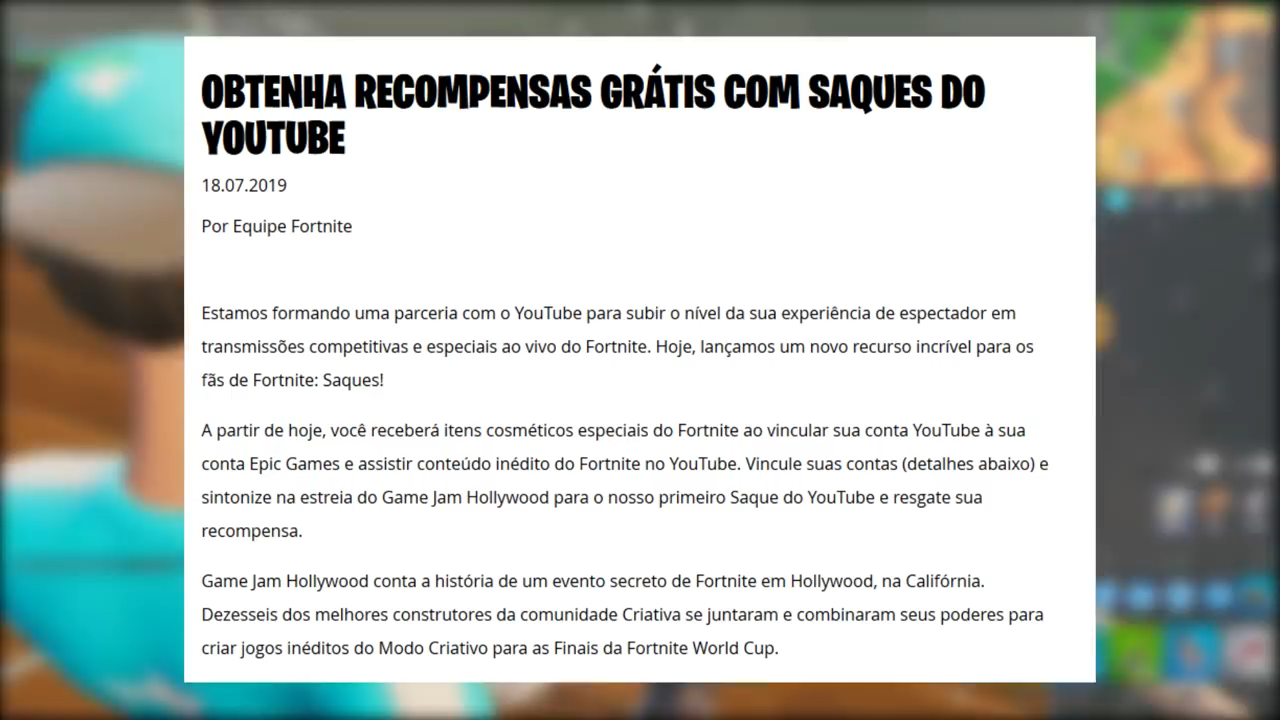 OBTENHA RECOMPENSAS GRÁTIS COM SAQUES DO
YOUTUBE
18.07.2019
Por Equipe Fortnite
Estamos formando uma parceria com o YouTube para subir o nível da sua experiência de espectador em
transmissões competitivas e especiais ao vivo do Fortnite. Hoje, lançamos um novo recurso incrível para os
fãs de Fortnite: Saques!
A partir de hoje, você receberá itens cosméticos especiais do Fortnite ao vincular sua conta YouTube à sua
conta Epic Games e assistir conteúdo inédito do Fortnite no YouTube. Vincule suas contas (detalhes abaixo) e
sintonize na estreia do Game Jam Hollywood para o nosso primeiro Saque do YouTube e resgate sua
recompensa.
Game Jam Hollywood conta a história de um evento secreto de Fortnite em Hollywood, na Califórnia.
Dezesseis dos melhores construtores da comunidade Criativa se juntaram e combinaram seus poderes para
criar jogos inéditos do Modo Criativo para as Finais da Fortnite World Cup.